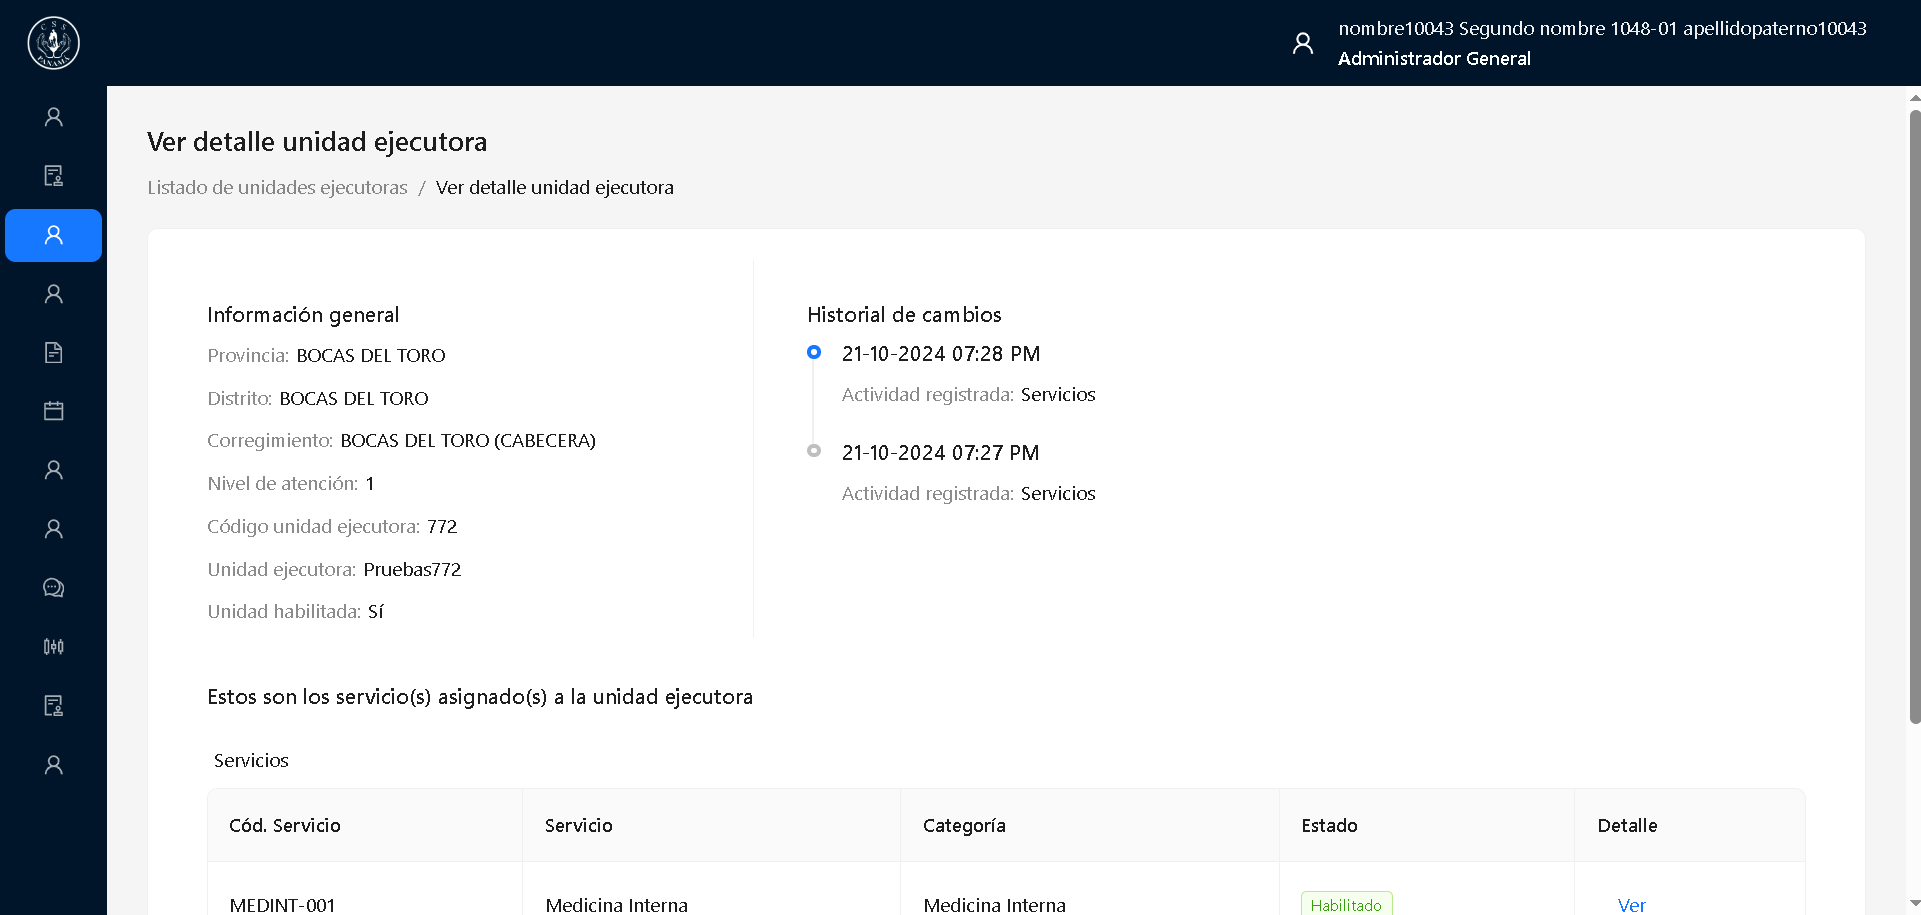 CSS
PANAMÁ
nombre10043 Segundo nombre 1048-01 apellidopaterno10043
Administrador General
Ver detalle unidad ejecutora
Listado de unidades ejecutoras / Ver detalle unidad ejecutora
Información general
Provincia: BOCAS DEL TORO
Distrito: BOCAS DEL TORO
Corregimiento: BOCAS DEL TORO (CABECERA)
Nivel de atención: 1
Código unidad ejecutora: 772
Unidad ejecutora: Pruebas772
Unidad habilitada: Sí
Historial de cambios
21-10-2024 07:28 PM
Actividad registrada: Servicios
21-10-2024 07:27 PM
Actividad registrada: Servicios
Estos son los servicio(s) asignado(s) a la unidad ejecutora
Servicios
Cód. Servicio Servicio Categoría Estado Detalle
MEDINT-001 Medicina Interna Medicina Interna Habilitado Ver